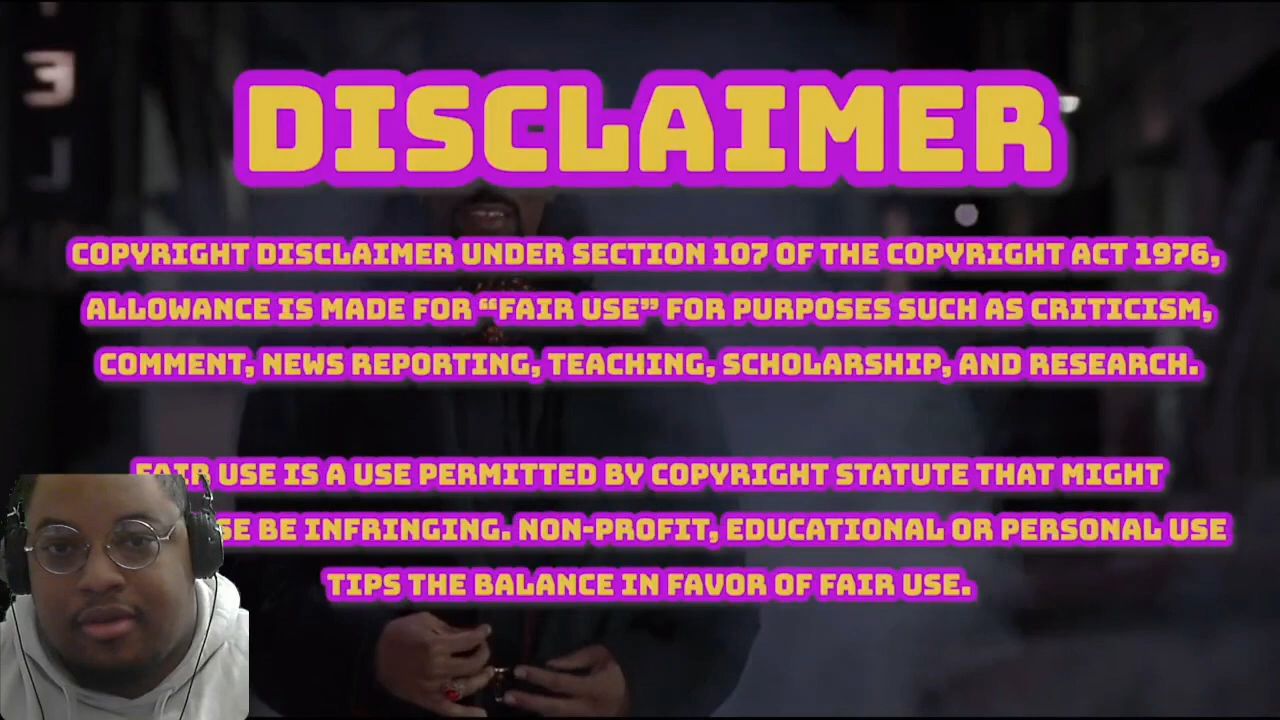 3
DISCLAIMER
COPYRIGHT DISCLAIMER UNDER SECTION 107 OF THE COPYRIGHT ACT 1976,
ALLOWANCE IS MADE FOR “FAIR USE” FOR PURPOSES SUCH AS CRITICISM,
COMMENT, NEWS REPORTING, TEACHING, SCHOLARSHIP, AND RESEARCH.
FAIR USE IS A USE PERMITTED BY COPYRIGHT STATUTE THAT MIGHT
BE INFRINGING. NON-PROFIT, EDUCATIONAL OR PERSONAL USE
TIPS THE BALANCE IN FAVOR OF FAIR USE.